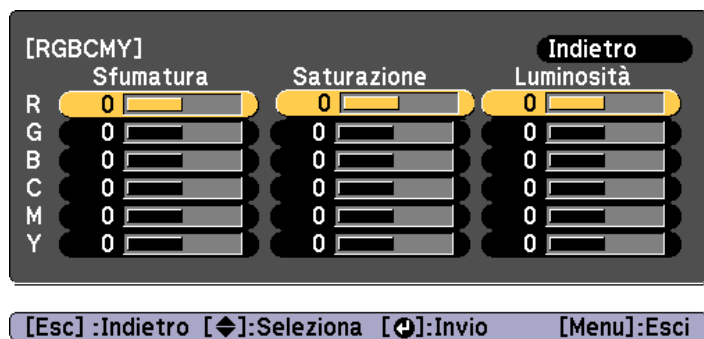 [RGBCMY] Indietro
Sfumatura Saturazione Luminosità
R 0 0 0
G 0 0 0
B 0 0 0
C 0 0 0
M 0 0 0
Y 0 0 0
[Esc] :Indietro [◆]:Seleziona [↵]:Invio [Menu]:Esci